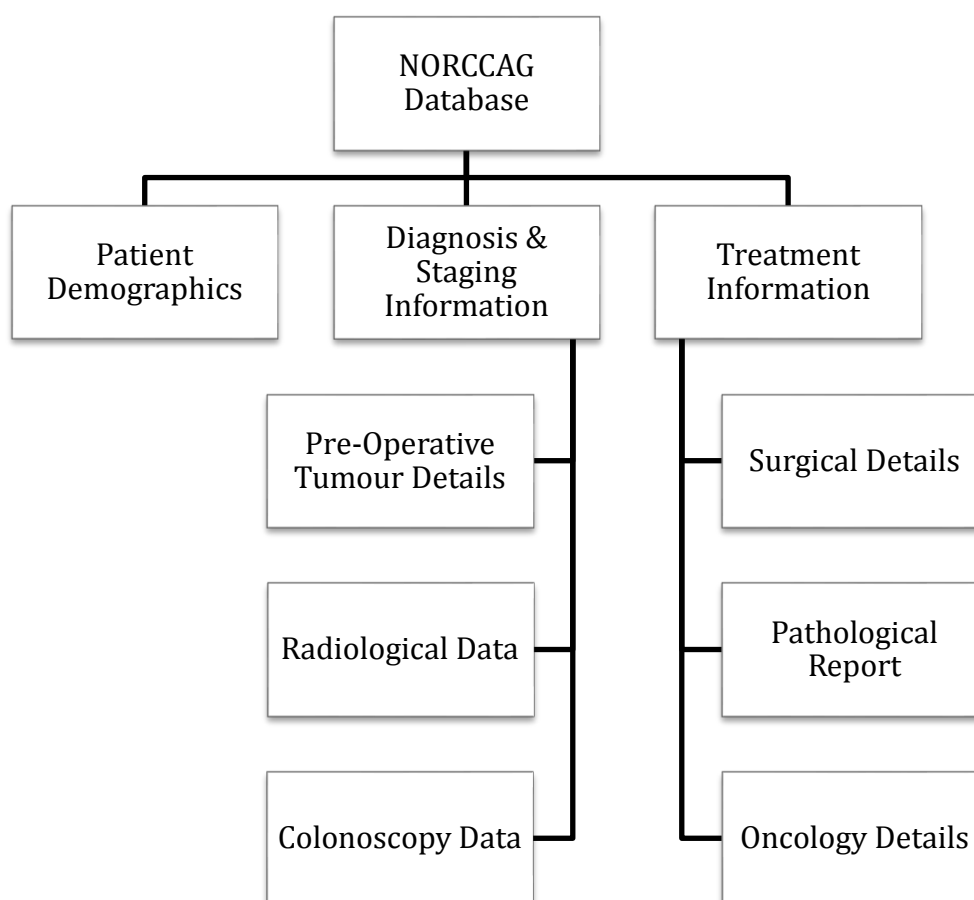 NORCCAG
Database
Patient
Demographics
Diagnosis &
Staging
Information
Treatment
Information
Pre-Operative
Tumour Details
Surgical Details
Radiological Data
Pathological
Report
Colonoscopy Data
Oncology Details